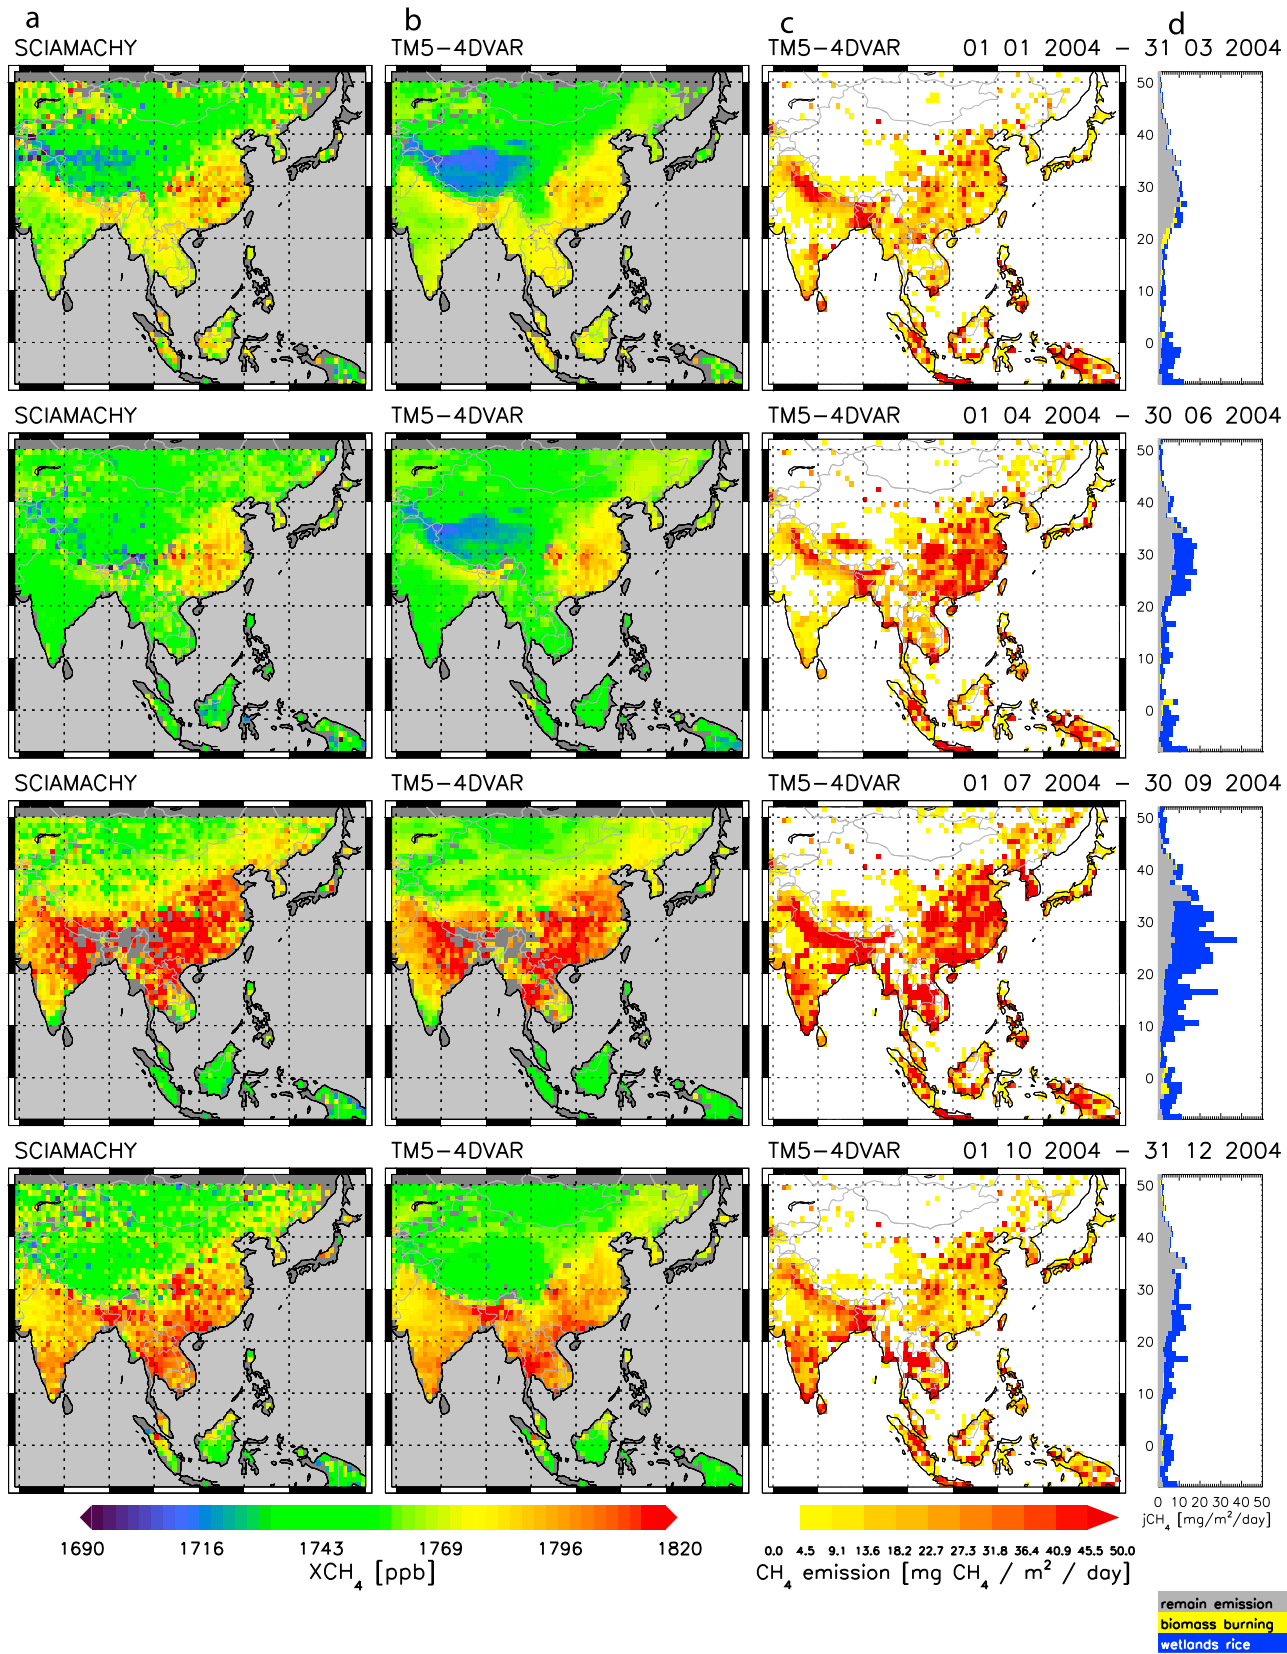 a
b
c
d
SCIAMACHY
TM5-4DVAR
TM5-4DVAR 01 01 2004 - 31 03 2004
50
40
30
20
10
0
SCIAMACHY
TM5-4DVAR
TM5-4DVAR 01 04 2004 - 30 06 2004
50
40
30
20
10
0
SCIAMACHY
TM5-4DVAR
TM5-4DVAR 01 07 2004 - 30 09 2004
50
40
30
20
10
0
SCIAMACHY
TM5-4DVAR
TM5-4DVAR 01 10 2004 - 31 12 2004
50
40
30
20
10
0
0 10 20 30 40 50
jCH₄ [mg/m²/day]
1690 1716 1743 1769 1796 1820
XCH₄ [ppb]
0.0 4.5 9.1 13.6 18.2 22.7 27.3 31.8 36.4 40.9 45.5 50.0
CH₄ emission [mg CH₄ / m² / day]
remain emission
biomass burning
wetlands rice